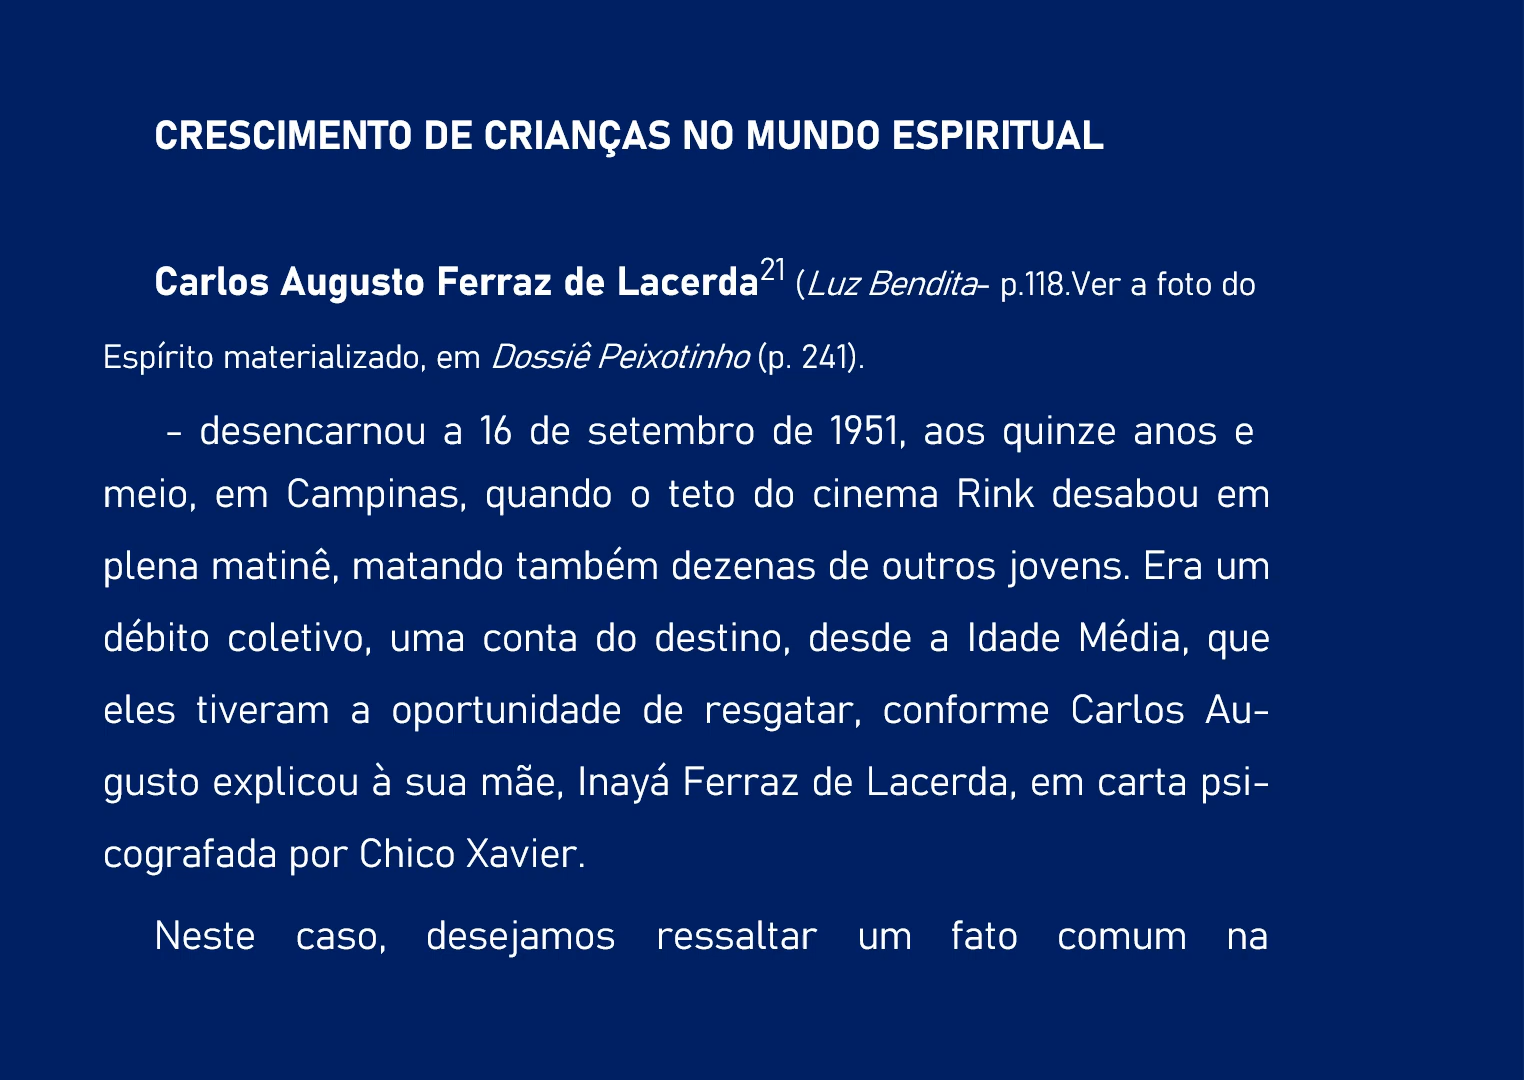 CRESCIMENTO DE CRIANÇAS NO MUNDO ESPIRITUAL
Carlos Augusto Ferraz de Lacerda21 (Luz Bendita– p.118.Ver a foto do
Espírito materializado, em Dossiê Peixotinho (p. 241).
- desencarnou a 16 de setembro de 1951, aos quinze anos e
meio, em Campinas, quando o teto do cinema Rink desabou em
plena matinê, matando também dezenas de outros jovens. Era um
débito coletivo, uma conta do destino, desde a Idade Média, que
eles tiveram a oportunidade de resgatar, conforme Carlos Au-
gusto explicou à sua mãe, Inayá Ferraz de Lacerda, em carta psi-
cografada por Chico Xavier.
Neste caso, desejamos ressaltar um fato comum na